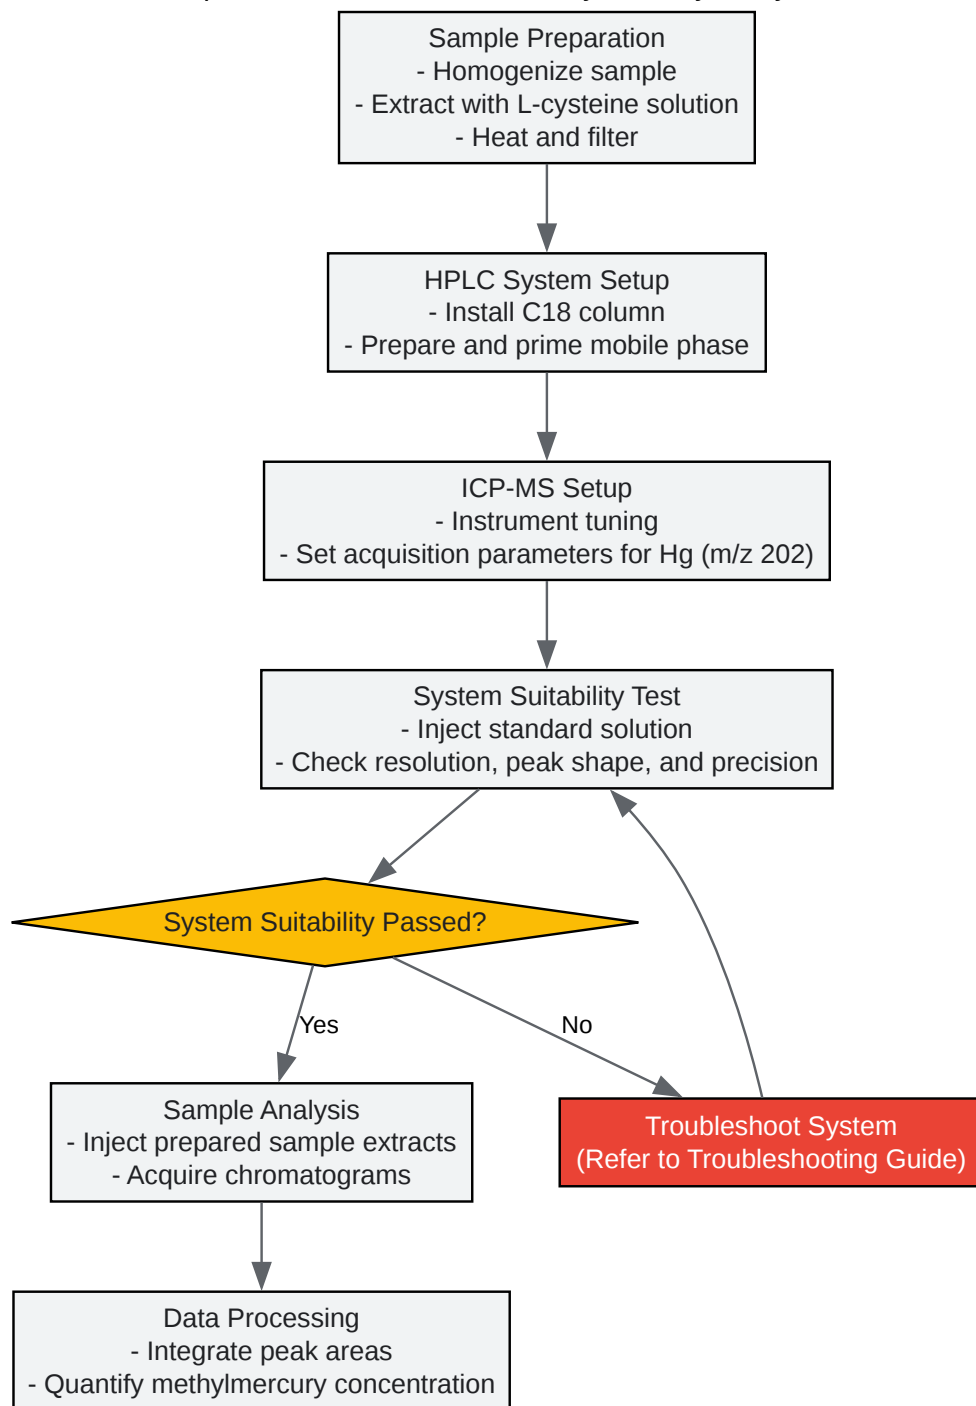 Sample Preparation
- Homogenize sample
- Extract with L-cysteine solution
- Heat and filter
HPLC System Setup
- Install C18 column
- Prepare and prime mobile phase
ICP-MS Setup
- Instrument tuning
- Set acquisition parameters for Hg (m/z 202)
System Suitability Test
- Inject standard solution
- Check resolution, peak shape, and precision
System Suitability Passed?
Yes
No
Sample Analysis
- Inject prepared sample extracts
- Acquire chromatograms
Troubleshoot System
(Refer to Troubleshooting Guide)
Data Processing
- Integrate peak areas
- Quantify methylmercury concentration